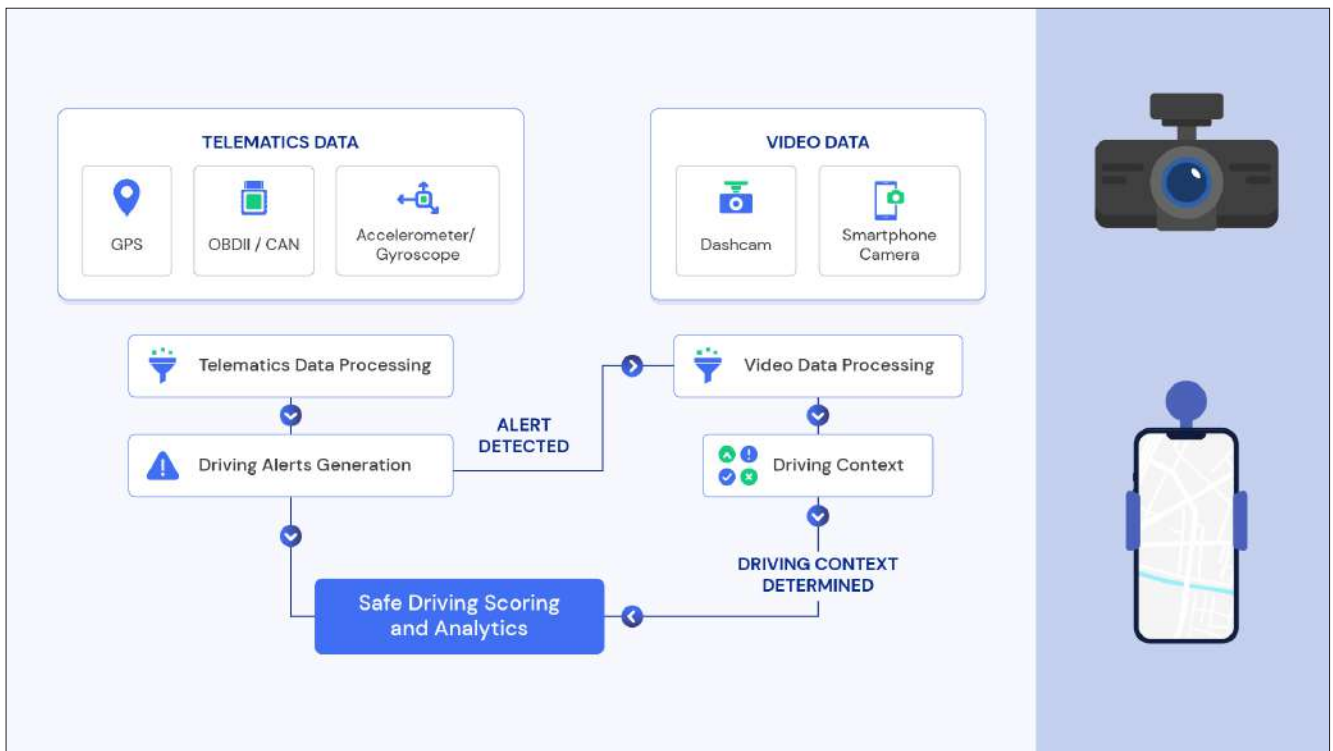 TELEMATICS DATA
GPS
OBDII / CAN
Accelerometer/
Gyroscope
VIDEO DATA
Dashcam
Smartphone
Camera
Telematics Data Processing
Video Data Processing
ALERT
DETECTED
Driving Alerts Generation
Driving Context
DRIVING CONTEXT
DETERMINED
Safe Driving Scoring
and Analytics